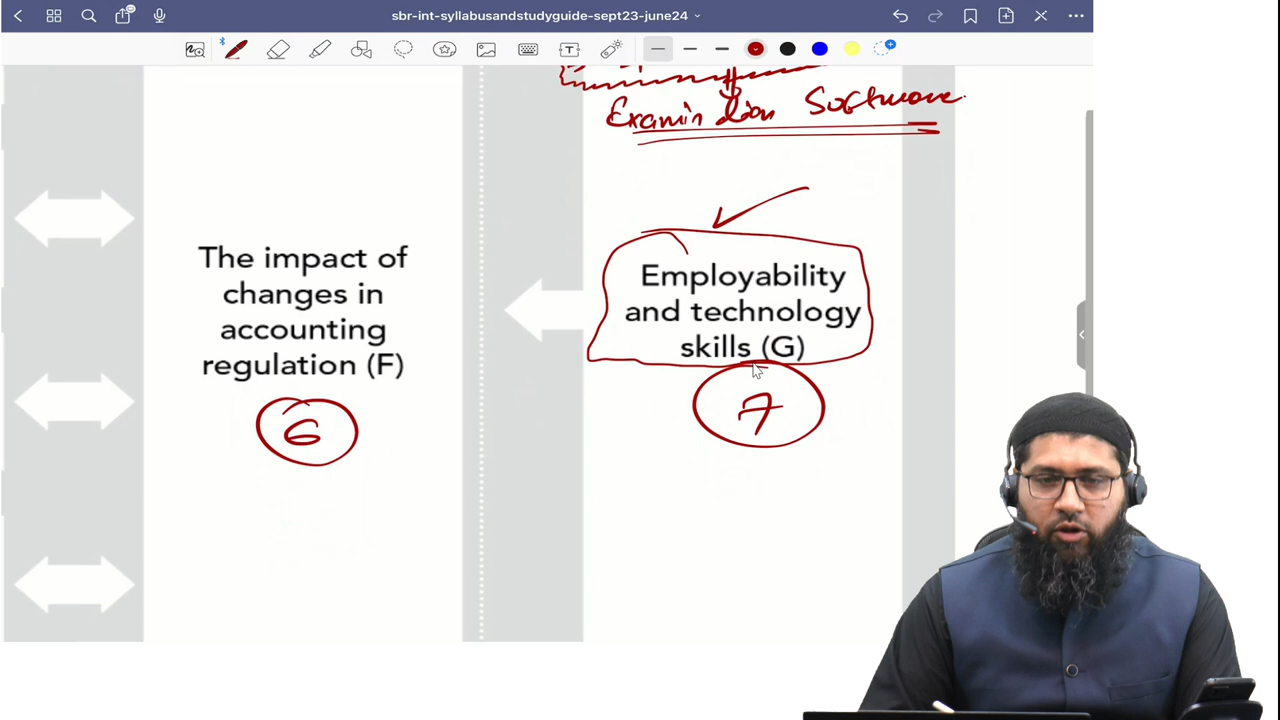 sbr-int-syllabusandstudyguide-sept23-june24
T
Examination Software
The impact of
changes in
accounting
regulation (F)
6
Employability
and technology
skills (G)
7